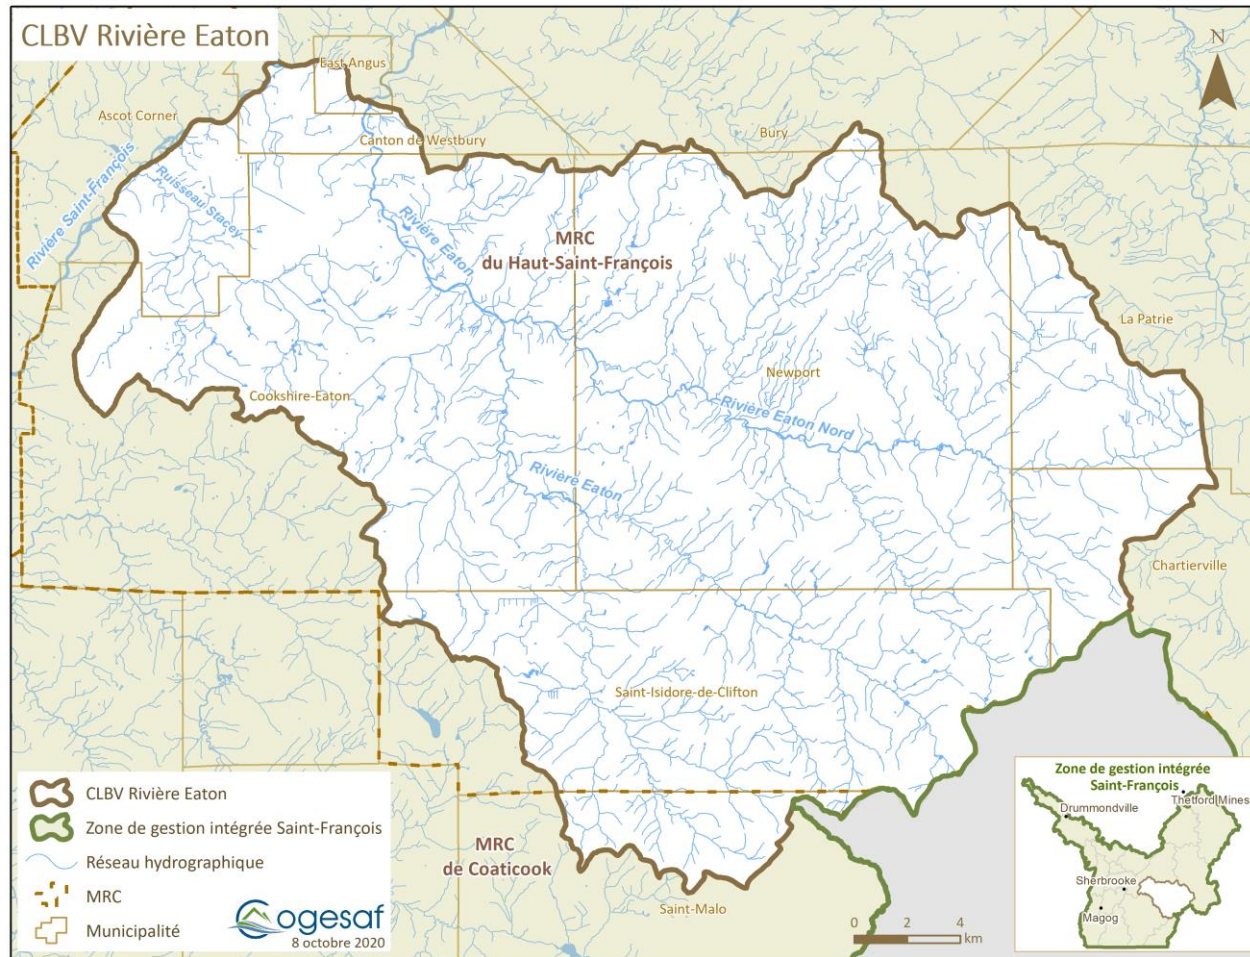 CLBV Rivière Eaton
N
East Angus
Ascot Corner
Canton de Westbury
Bury
Rivière Saint-François
Ruisseau Stacey
Rivière Eaton
MRC
du Haut-Saint-François
La Patrie
Newport
Cookshire-Eaton
Rivière Eaton Nord
Rivière Eaton
Chartierville
Saint-Isidore-de-Clifton
MRC
de Coaticook
Saint-Malo
CLBV Rivière Eaton
Zone de gestion intégrée Saint-François
Réseau hydrographique
MRC
Municipalité
Cogesaf
8 octobre 2020
0 2 4
km
Zone de gestion intégrée
Saint-François
Thetford Mines
Drummondville
Sherbrooke
Magog